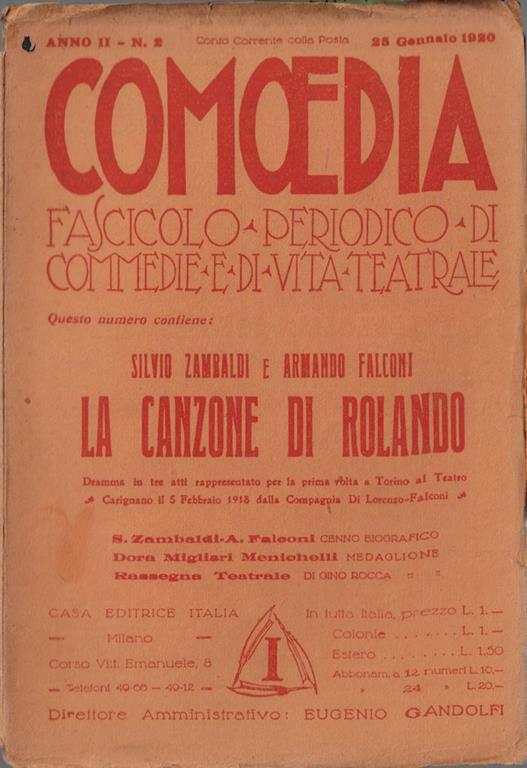 ANNO II - N. 2 Conto Corrente colla Posta 25 Gennaio 1920
COMŒDIA
FASCICOLO PERIODICO DI
COMMEDIE E DI VITA TEATRALE
Questo numero contiene:
SILVIO ZAMBALDI E ARMANDO FALCONI
LA CANZONE DI ROLANDO
Dramma in tre atti rappresentato per la prima volta a Torino al Teatro
Carignano il 5 Febbraio 1918 dalla Compagnia Di Lorenzo-Falconi
S. Zambaldi-A. Falconi CENNO BIOGRAFICO
Dora Migliari Menichelli MEDAGLIONE
Rassegna Teatrale DI GINO ROCCA " "
CASA EDITRICE ITALIA
— Milano —
Corso Vitt. Emanuele, 8
— Telefoni 49-66 - 49-12 —
I
In tutta Italia, prezzo L. 1.—
Colonie . . . . . . . L. 1.—
Estero . . . . . . . . L. 1.50
Abbonam. a 12 numeri L. 10.—
" 24 " L. 20.—
Direttore Amministrativo: EUGENIO GANDOLFI